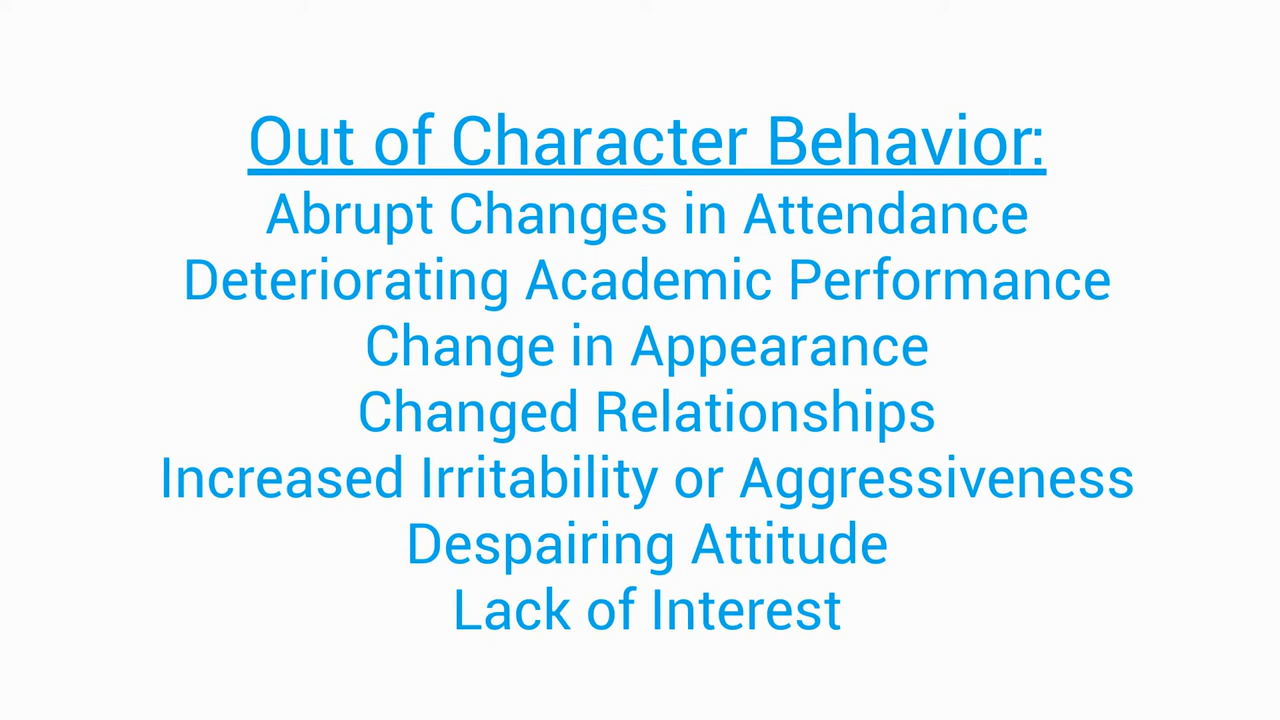 Out of Character Behavior:
Abrupt Changes in Attendance
Deteriorating Academic Performance
Change in Appearance
Changed Relationships
Increased Irritability or Aggressiveness
Despairing Attitude
Lack of Interest